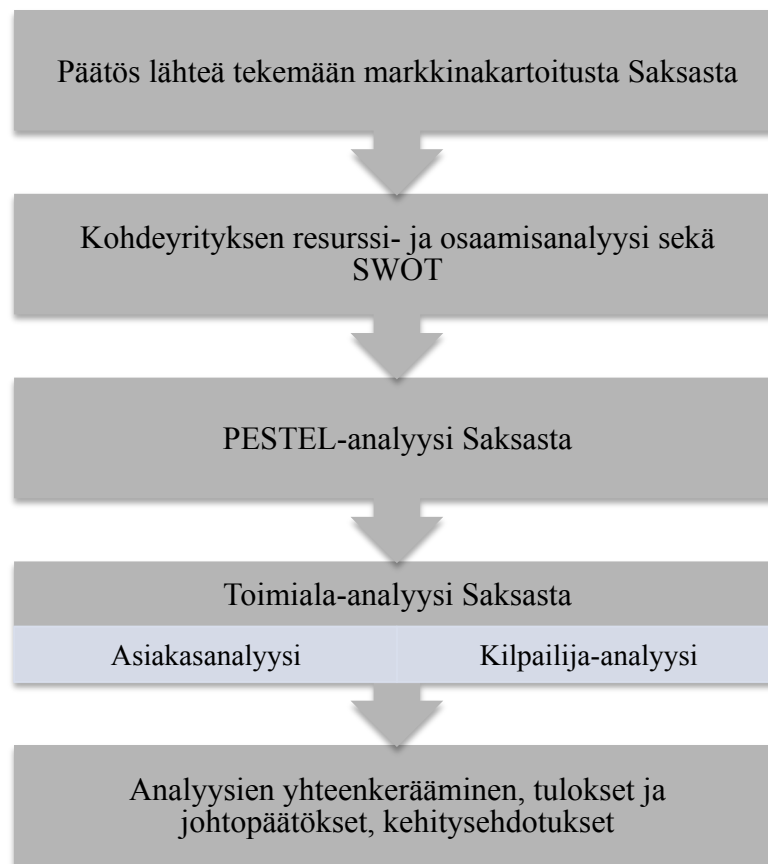 Päätös lähteä tekemään markkinakartoitusta Saksasta
Kohdeyrityksen resurssi- ja osaamisanalyysi sekä
SWOT
PESTEL-analyysi Saksasta
Toimiala-analyysi Saksasta
Asiakasanalyysi
Kilpailija-analyysi
Analyysien yhteenkerääminen, tulokset ja
johtopäätökset, kehitysehdotukset